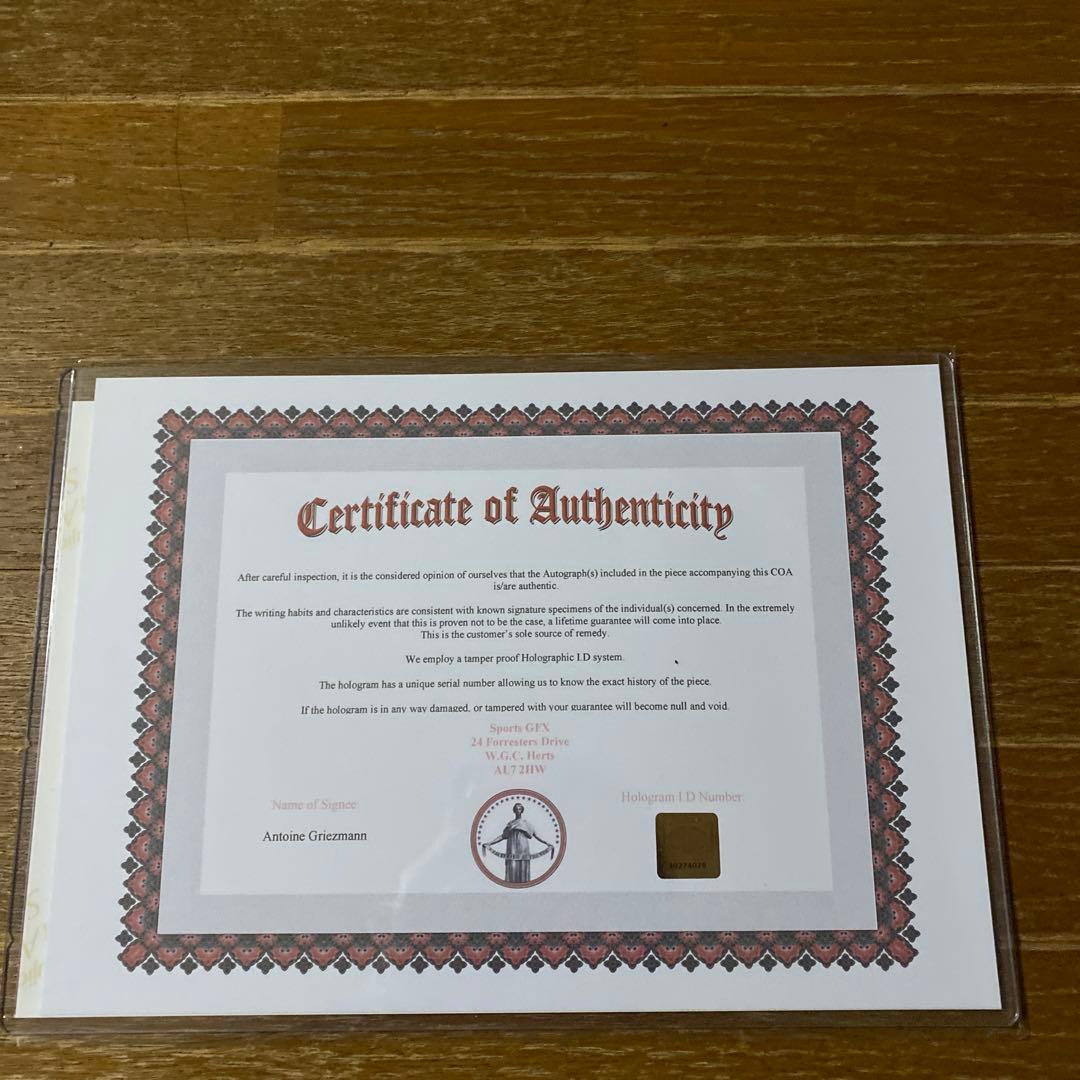 Certificate of Authenticity
After careful inspection, it is the considered opinion of ourselves that the Autograph(s) included in the piece accompanying this COA
is/are authentic.
The writing habits and characteristics are consistent with known signature specimens of the individual(s) concerned. In the extremely
unlikely event that this is proven not to be the case, a lifetime guarantee will come into place.
This is the customer's sole source of remedy.
We employ a tamper proof Holographic I.D system.
The hologram has a unique serial number allowing us to know the exact history of the piece.
If the hologram is in any way damaged, or tampered with your guarantee will become null and void.
Sports GFX
24 Forresters Drive
W.G.C. Herts
AL7 2HW
Name of Signee:
Hologram I.D Number:
Antoine Griezmann